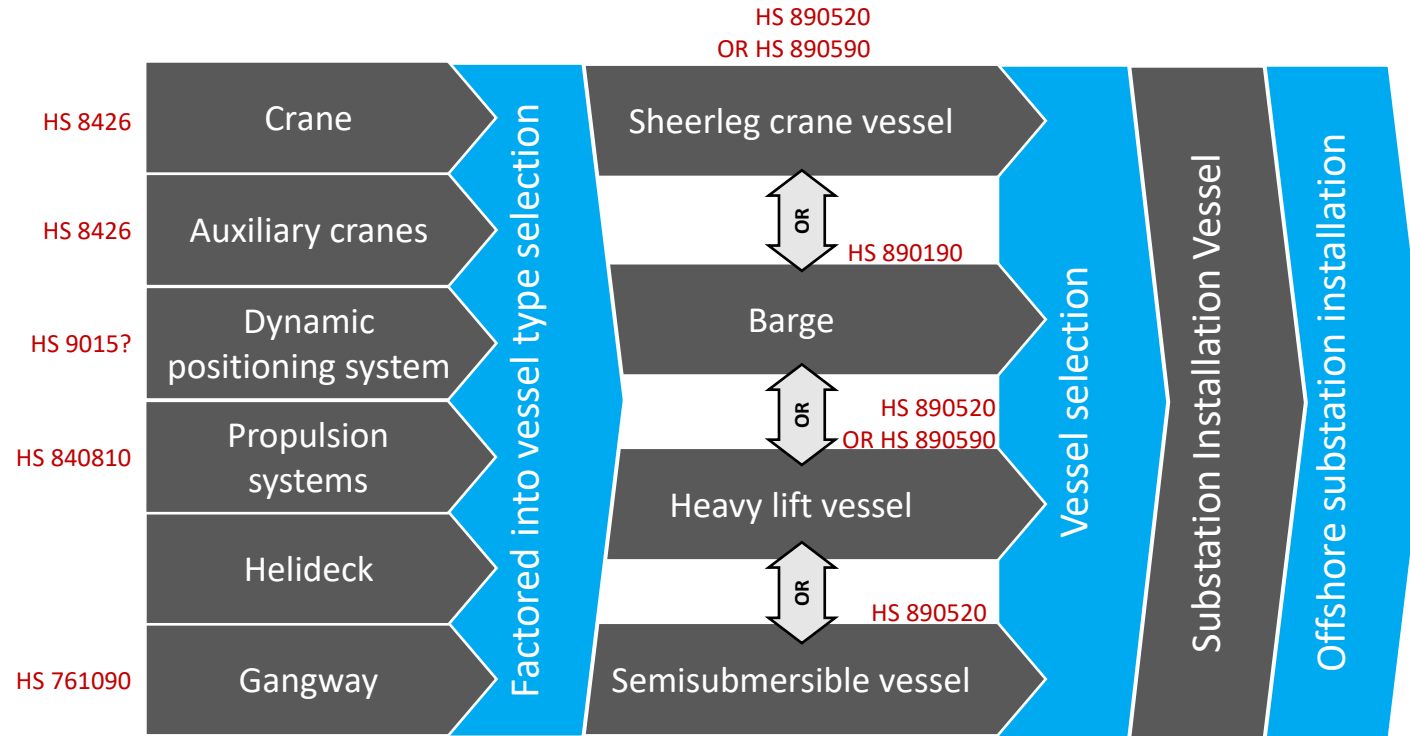 HS 890520
OR HS 890590
HS 8426
Crane
HS 8426
Auxiliary cranes
HS 9015?
Dynamic
positioning system
HS 840810
Propulsion
systems
Helideck
HS 761090
Gangway
Factored into vessel type selection
Sheerleg crane vessel
OR
HS 890190
Barge
OR
HS 890520
OR HS 890590
Heavy lift vessel
OR
HS 890520
Semisubmersible vessel
Vessel selection
Substation Installation Vessel
Offshore substation installation